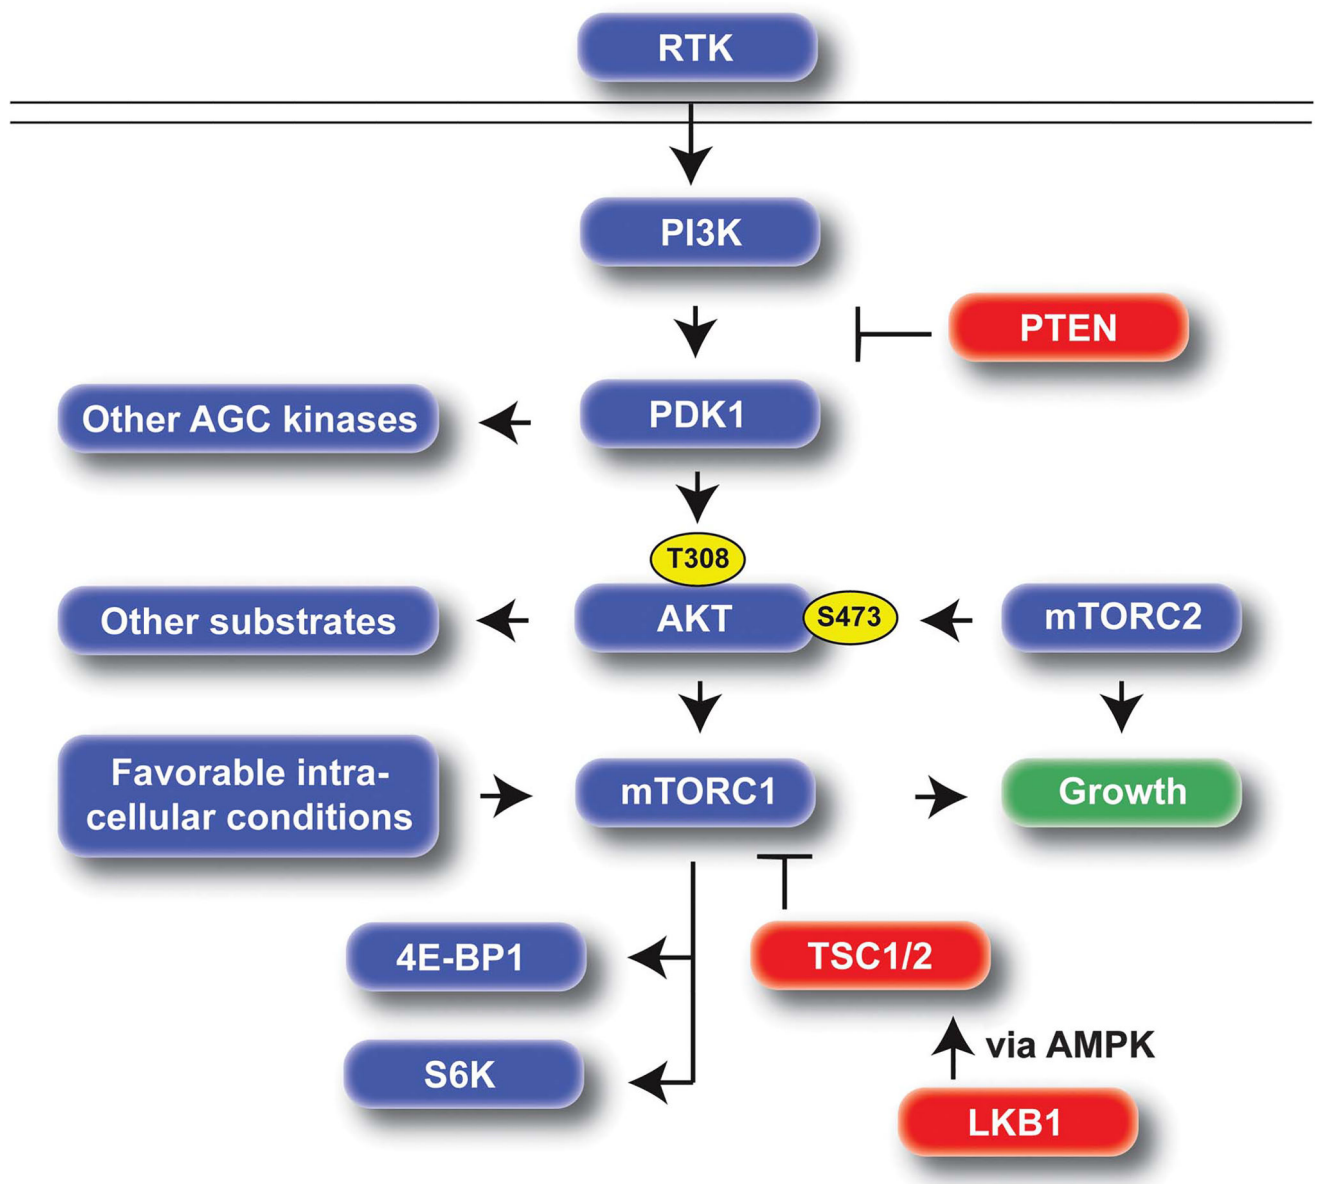 RTK
PI3K
PTEN
Other AGC kinases
PDK1
T308
Other substrates
AKT
S473
mTORC2
Favorable intra-
cellular conditions
mTORC1
Growth
4E-BP1
TSC1/2
via AMPK
S6K
LKB1